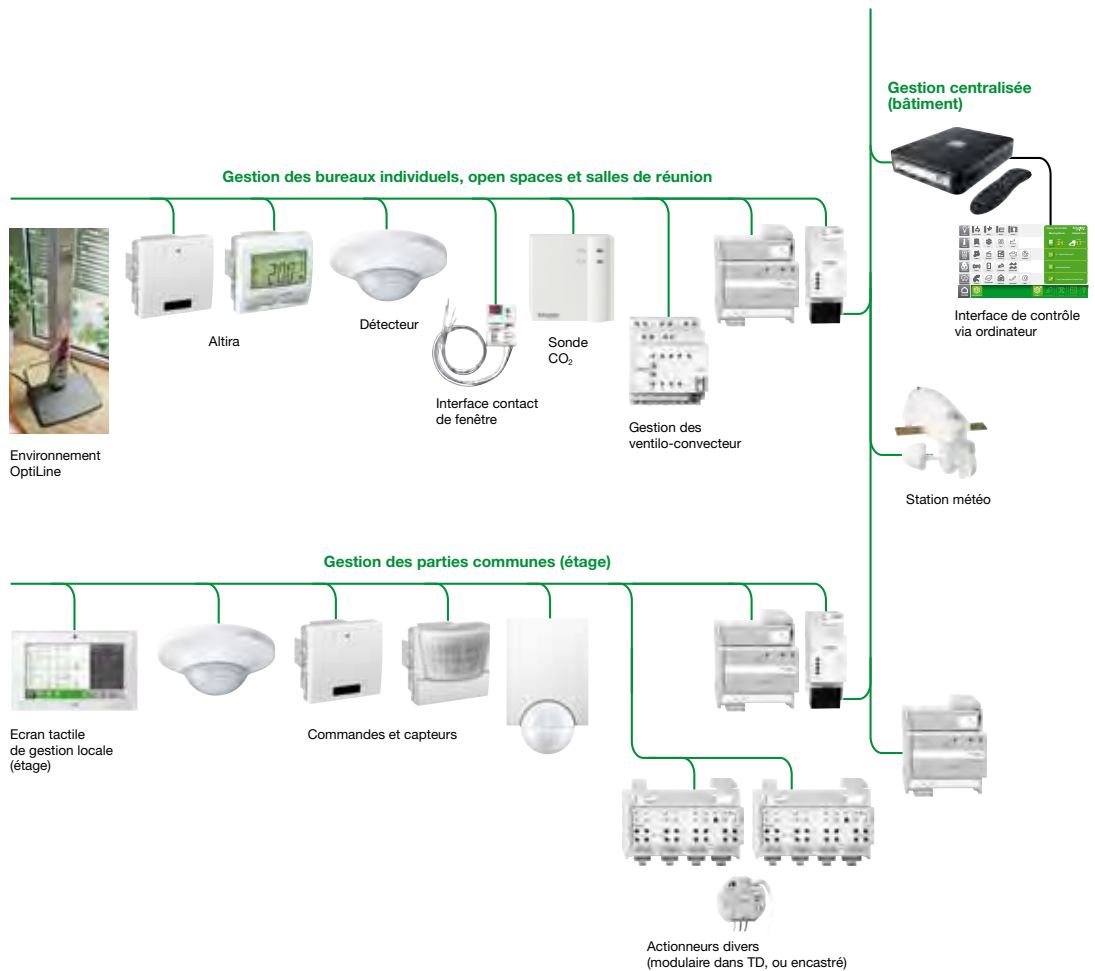 Gestion centralisée
(bâtiment)
Gestion des bureaux individuels, open spaces et salles de réunion
Interface de contrôle
via ordinateur
Détecteur
Altira
Sonde
CO₂
Interface contact
de fenêtre
Gestion des
ventilo-convecteur
Environnement
OptiLine
Station météo
Gestion des parties communes (étage)
Ecran tactile
de gestion locale
(étage)
Commandes et capteurs
Actionneurs divers
(modulaire dans TD, ou encastré)